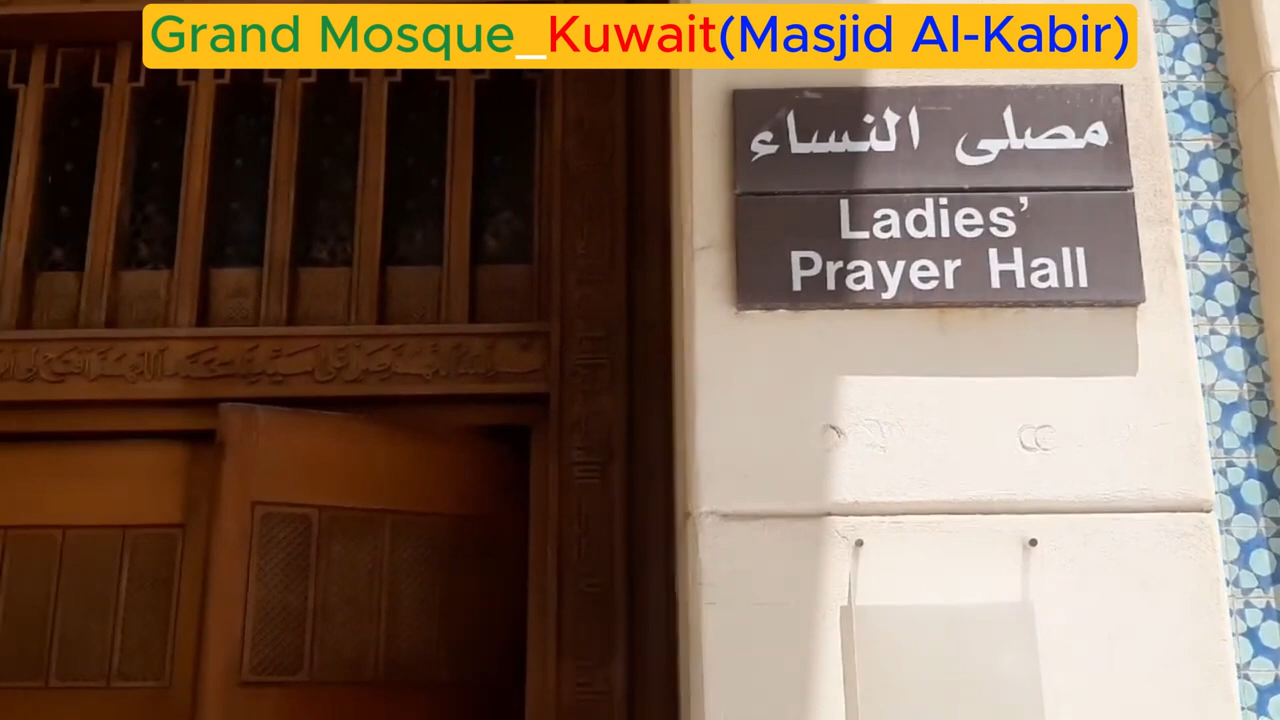 Grand Mosque_Kuwait(Masjid Al-Kabir)
مصلى النساء
Ladies’
Prayer Hall